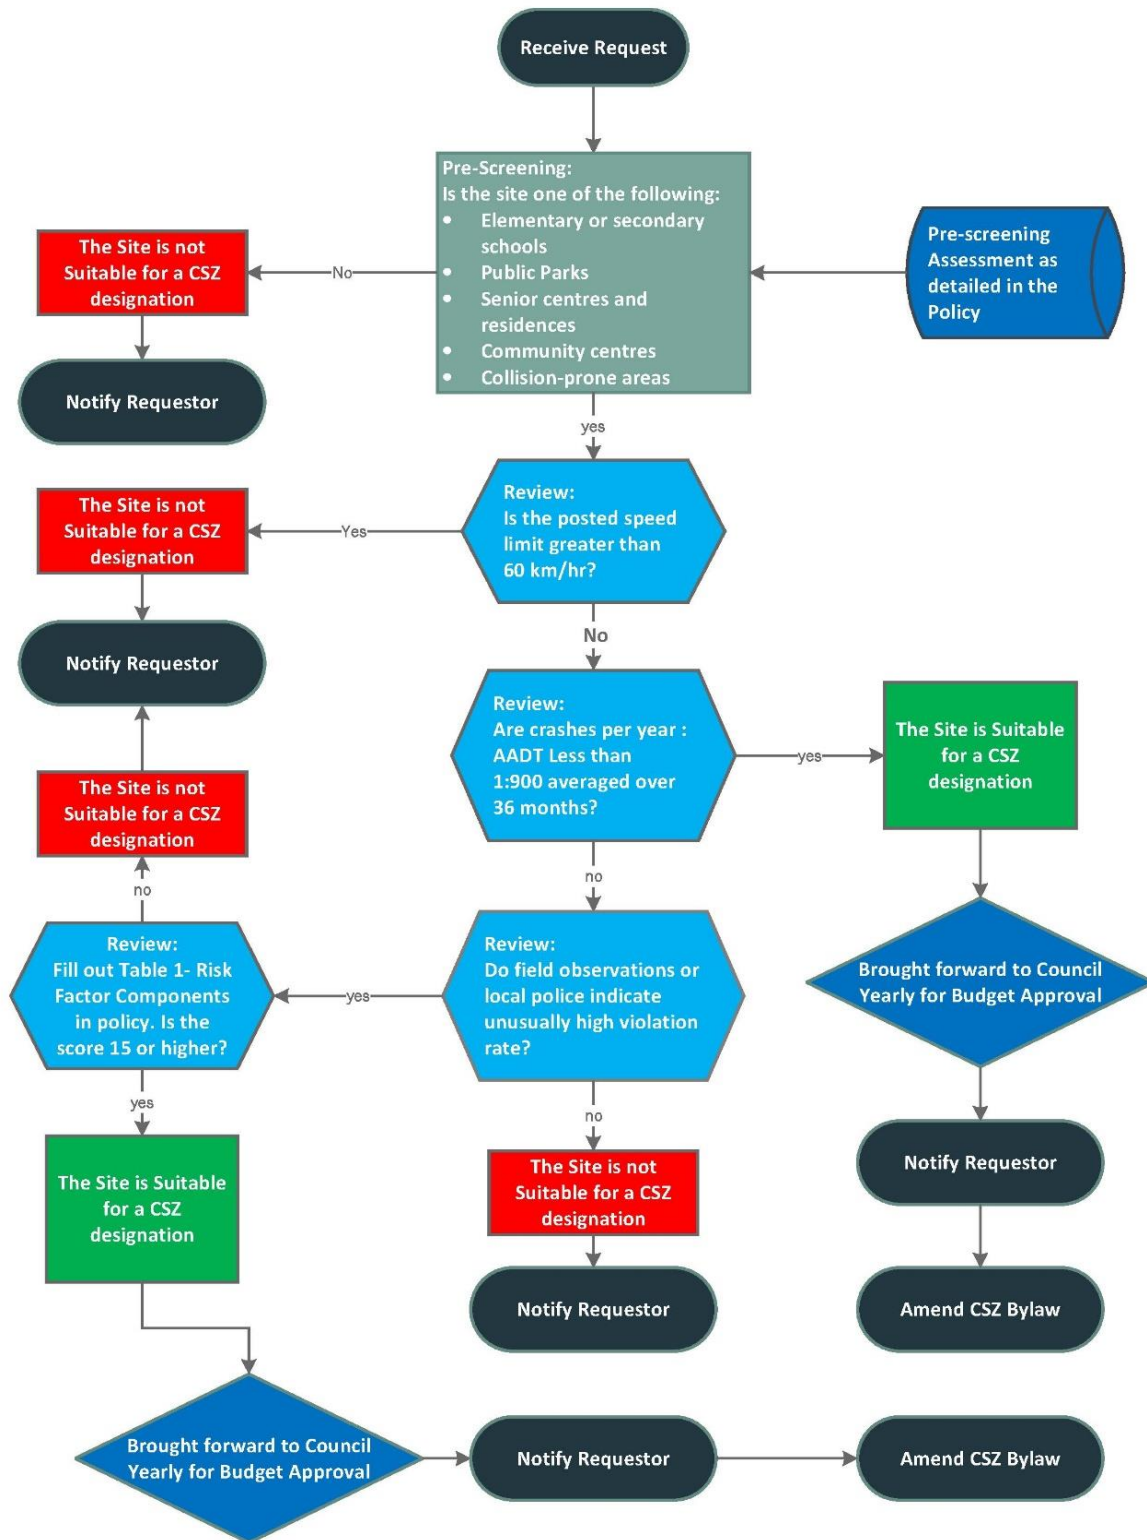 Receive Request
Pre-Screening:
Is the site one of the following:
• Elementary or secondary
schools
• Public Parks
• Senior centres and
residences
• Community centres
• Collision-prone areas
Pre-screening
Assessment as
detailed in the
Policy
No
The Site is not
Suitable for a CSZ
designation
Notify Requestor
yes
Review:
Is the posted speed
limit greater than
60 km/hr?
Yes
The Site is not
Suitable for a CSZ
designation
Notify Requestor
No
Review:
Are crashes per year :
AADT Less than
1:900 averaged over
36 months?
yes
The Site is Suitable
for a CSZ
designation
Brought forward to Council
Yearly for Budget Approval
Notify Requestor
Amend CSZ Bylaw
no
Review:
Do field observations or
local police indicate
unusually high violation
rate?
no
The Site is not
Suitable for a CSZ
designation
Notify Requestor
yes
Review:
Fill out Table 1- Risk
Factor Components
in policy. Is the
score 15 or higher?
no
The Site is not
Suitable for a CSZ
designation
yes
The Site is Suitable
for a CSZ
designation
Brought forward to Council
Yearly for Budget Approval
Notify Requestor
Amend CSZ Bylaw